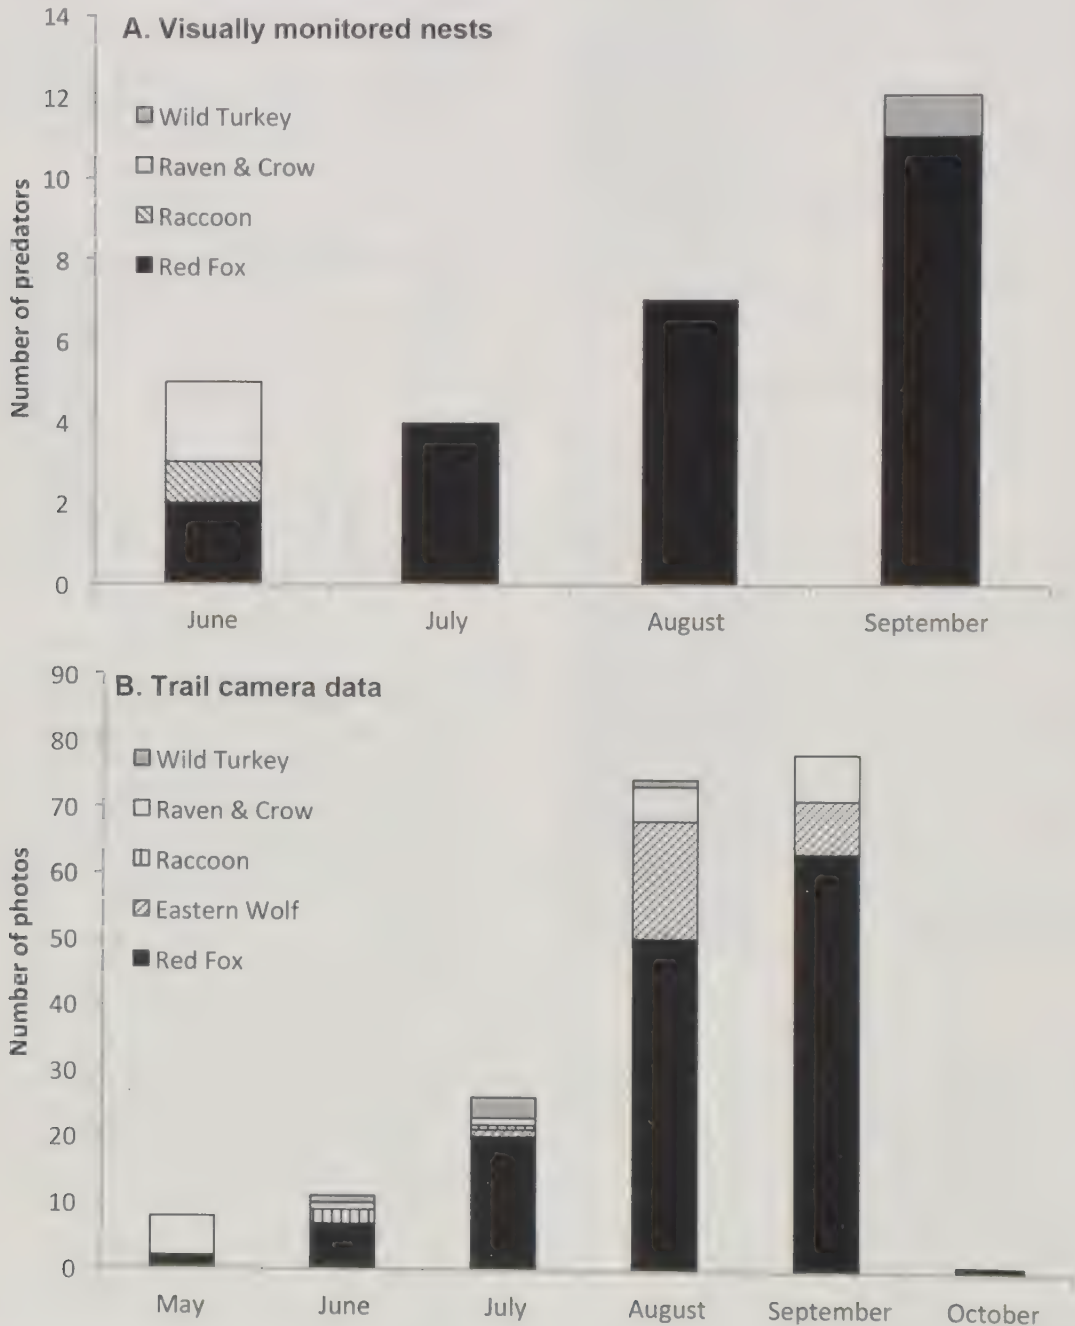 A. Visually monitored nests
14
12
10
8
6
4
2
0
Number of predators
Wild Turkey
Raven & Crow
Raccoon
Red Fox
June July August September
B. Trail camera data
90
80
70
60
50
40
30
20
10
0
Number of photos
Wild Turkey
Raven & Crow
Raccoon
Eastern Wolf
Red Fox
May June July August September October